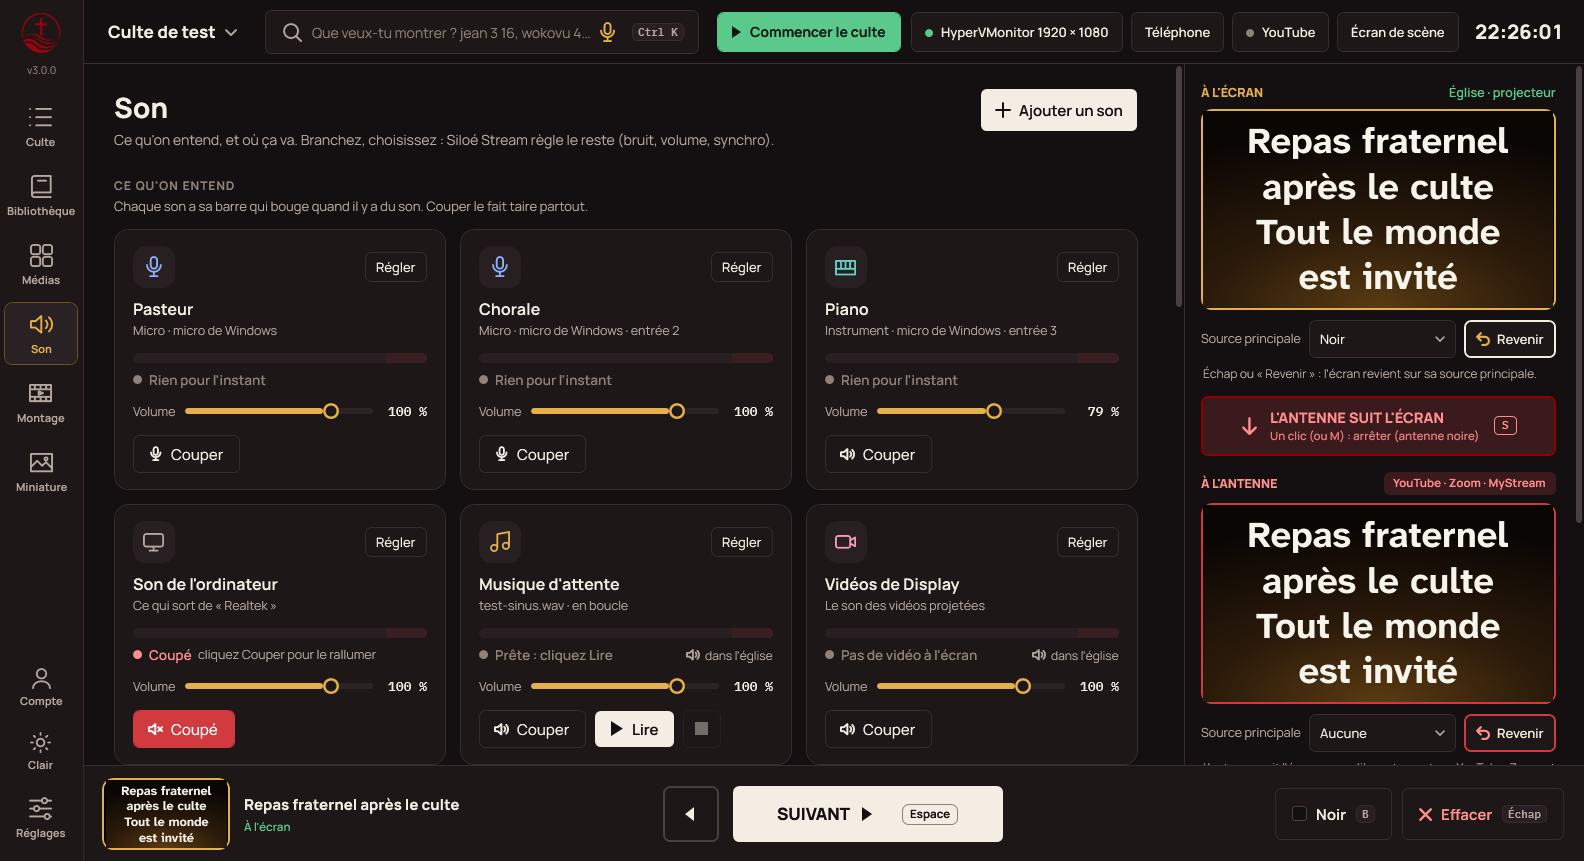 Culte de test
Que veux-tu montrer ? jean 3 16, wokovu 4...
Ctrl K
Commencer le culte
HyperVMonitor 1920 × 1080
Téléphone
YouTube
Écran de scène
22:26:01
v3.0.0
Culte
Bibliothèque
Médias
Son
Montage
Miniature
Compte
Clair
Réglages
Son
Ce qu'on entend, et où ça va. Branchez, choisissez : Siloé Stream règle le reste (bruit, volume, synchro).
Ajouter un son
CE QU'ON ENTEND
Chaque son a sa barre qui bouge quand il y a du son. Couper le fait taire partout.
Régler
Pasteur
Micro · micro de Windows
Rien pour l'instant
Volume
100 %
Couper
Régler
Chorale
Micro · micro de Windows · entrée 2
Rien pour l'instant
Volume
100 %
Couper
Régler
Piano
Instrument · micro de Windows · entrée 3
Rien pour l'instant
Volume
79 %
Couper
Régler
Son de l'ordinateur
Ce qui sort de « Realtek »
Coupé cliquez Couper pour le rallumer
Volume
100 %
Coupé
Régler
Musique d'attente
test-sinus.wav · en boucle
Prête : cliquez Lire
dans l'église
Volume
100 %
Couper
Lire
Régler
Vidéos de Display
Le son des vidéos projetées
Pas de vidéo à l'écran
dans l'église
Volume
100 %
Couper
À L'ÉCRAN
Église · projecteur
Repas fraternel
après le culte
Tout le monde
est invité
Source principale
Noir
Revenir
Échap ou « Revenir » : l'écran revient sur sa source principale.
L'ANTENNE SUIT L'ÉCRAN
Un clic (ou M) : arrêter (antenne noire)
S
À L'ANTENNE
YouTube · Zoom · MyStream
Repas fraternel
après le culte
Tout le monde
est invité
Source principale
Aucune
Revenir
Repas fraternel
après le culte
Tout le monde
est invité
Repas fraternel après le culte
À l'écran
SUIVANT
Espace
Noir
B
Effacer
Échap